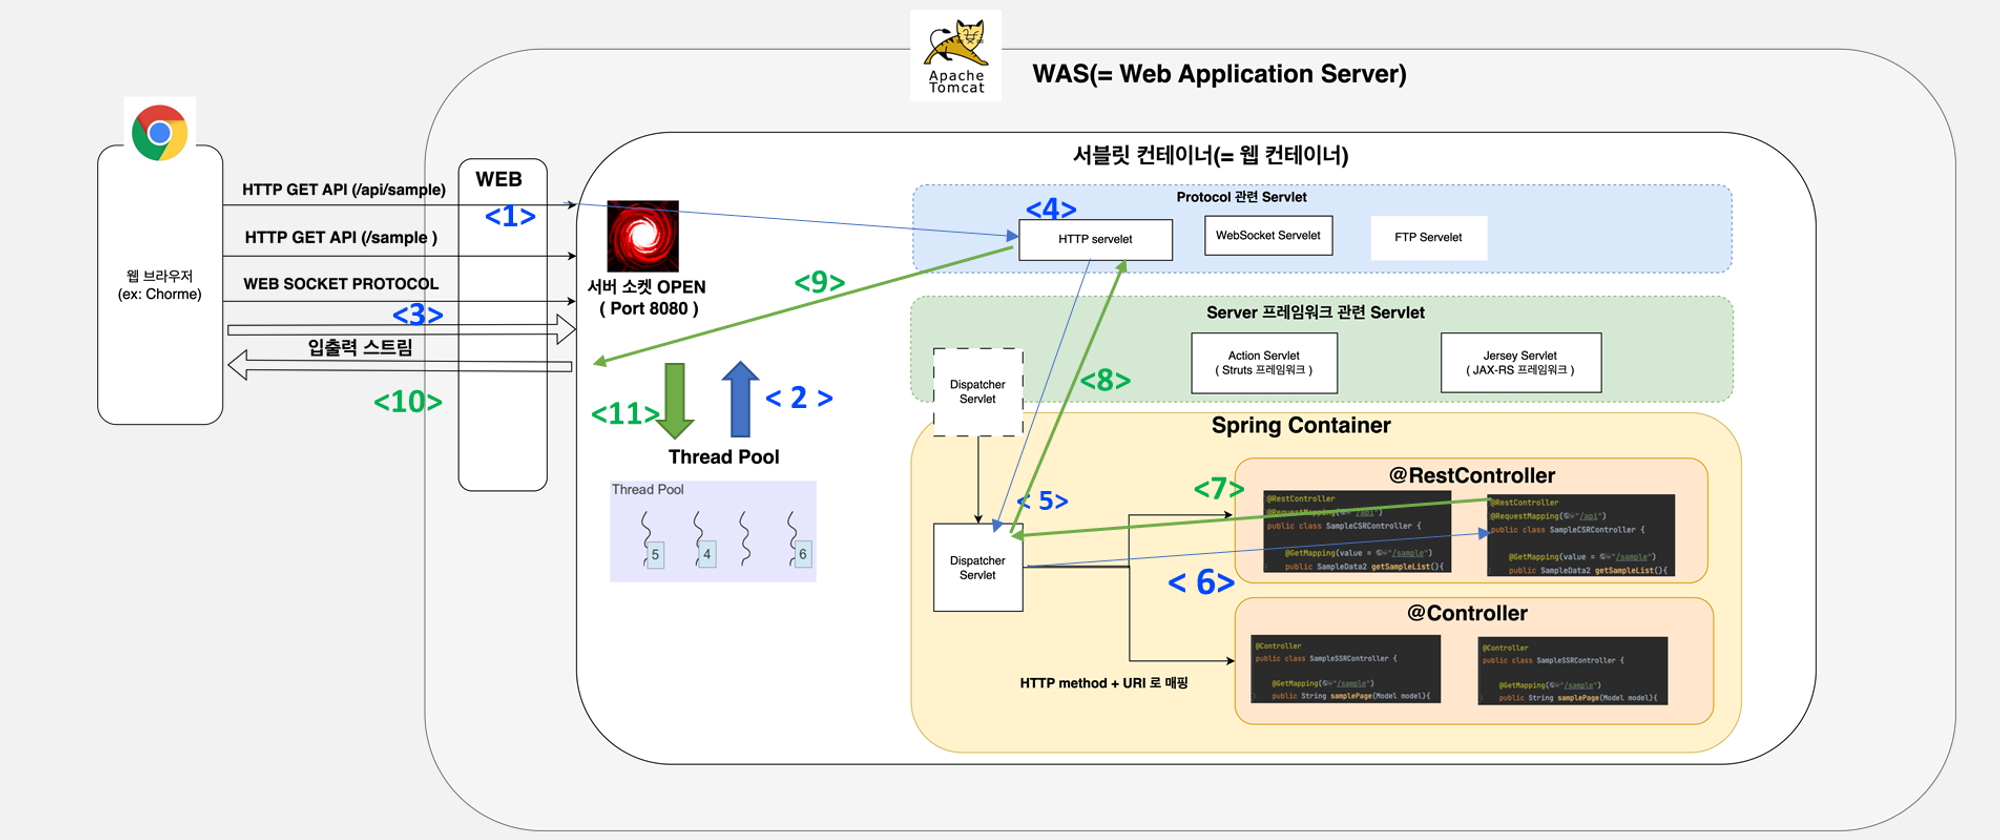 Apache
Tomcat
WAS(= Web Application Server)
웹 브라우저
(ex: Chorme)
HTTP GET API (/api/sample)
HTTP GET API (/sample )
WEB SOCKET PROTOCOL
<3>
입출력 스트림
<10>
WEB
<1>
서블릿 컨테이너(= 웹 컨테이너)
서버 소켓 OPEN
( Port 8080 )
<9>
<11>
< 2 >
Thread Pool
Thread Pool
5
4
6
Protocol 관련 Servlet
<4>
HTTP servelet
WebSocket Servelet
FTP Servelet
Server 프레임워크 관련 Servlet
Dispatcher
Servlet
Action Servlet
( Struts 프레임워크 )
Jersey Servlet
( JAX-RS 프레임워크 )
<8>
Spring Container
< 5>
Dispatcher
Servlet
<7>
< 6>
HTTP method + URI 로 매핑
@RestController
@RestController
@RequestMapping("/api")
public class SampleCSRController {
@GetMapping(value = "/sample")
public SampleData2 getSampleList(){
@RestController
@RequestMapping("/api")
public class SampleCSRController {
@GetMapping(value = "/sample")
public SampleData2 getSampleList(){
@Controller
@Controller
public class SampleSSRController {
@GetMapping("/sample")
public String samplePage(Model model){
@Controller
public class SampleSSRController {
@GetMapping("/sample")
public String samplePage(Model model){